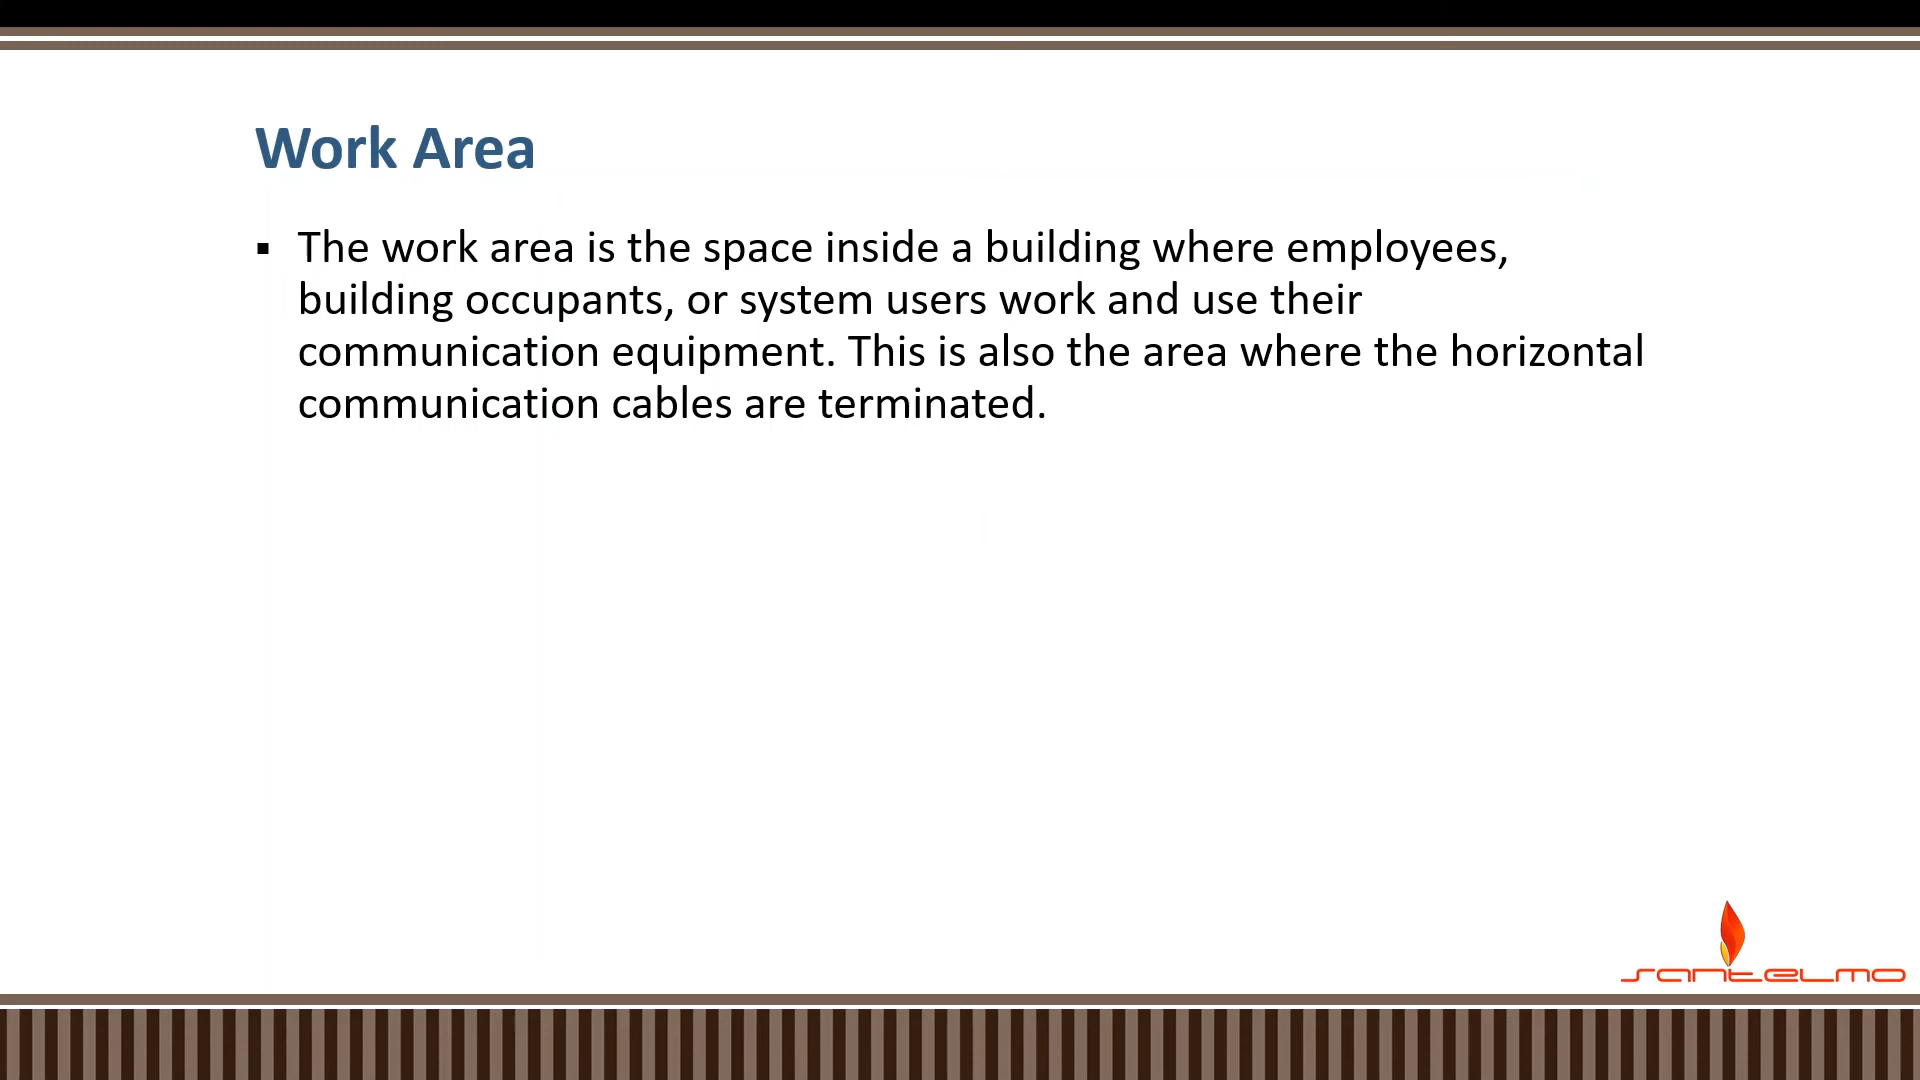 Work Area
▪ The work area is the space inside a building where employees,
building occupants, or system users work and use their
communication equipment. This is also the area where the horizontal
communication cables are terminated.
santelmo